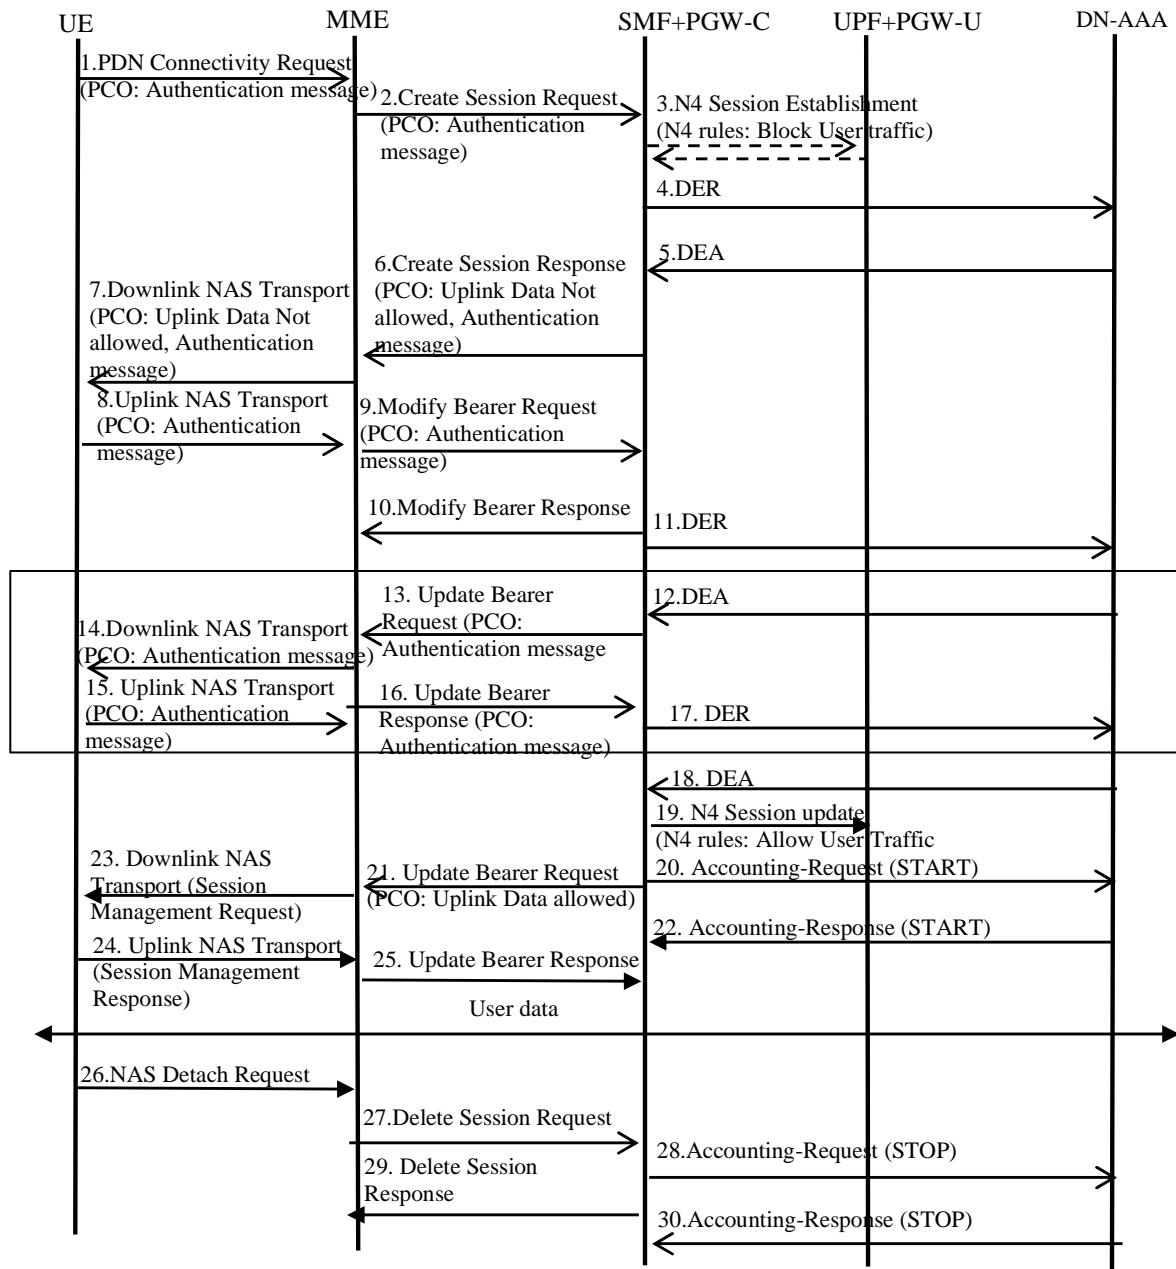 UE
MME
SMF+PGW-C
UPF+PGW-U
DN-AAA
1.PDN Connectivity Request
(PCO: Authentication message)
2.Create Session Request
(PCO: Authentication
message)
3.N4 Session Establishment
(N4 rules: Block User traffic)
4.DER
5.DEA
6.Create Session Response
(PCO: Uplink Data Not
allowed, Authentication
message)
7.Downlink NAS Transport
(PCO: Uplink Data Not
allowed, Authentication
message)
8.Uplink NAS Transport
(PCO: Authentication
message)
9.Modify Bearer Request
(PCO: Authentication
message)
10.Modify Bearer Response
11.DER
12.DEA
13. Update Bearer
Request (PCO:
Authentication message
14.Downlink NAS Transport
(PCO: Authentication message)
15. Uplink NAS Transport
(PCO: Authentication
message)
16. Update Bearer
Response (PCO:
Authentication message)
17. DER
18. DEA
19. N4 Session update
(N4 rules: Allow User Traffic
20. Accounting-Request (START)
21. Update Bearer Request
(PCO: Uplink Data allowed)
22. Accounting-Response (START)
23. Downlink NAS
Transport (Session
Management Request)
24. Uplink NAS Transport
(Session Management
Response)
25. Update Bearer Response
User data
26.NAS Detach Request
27.Delete Session Request
28.Accounting-Request (STOP)
29. Delete Session
Response
30.Accounting-Response (STOP)